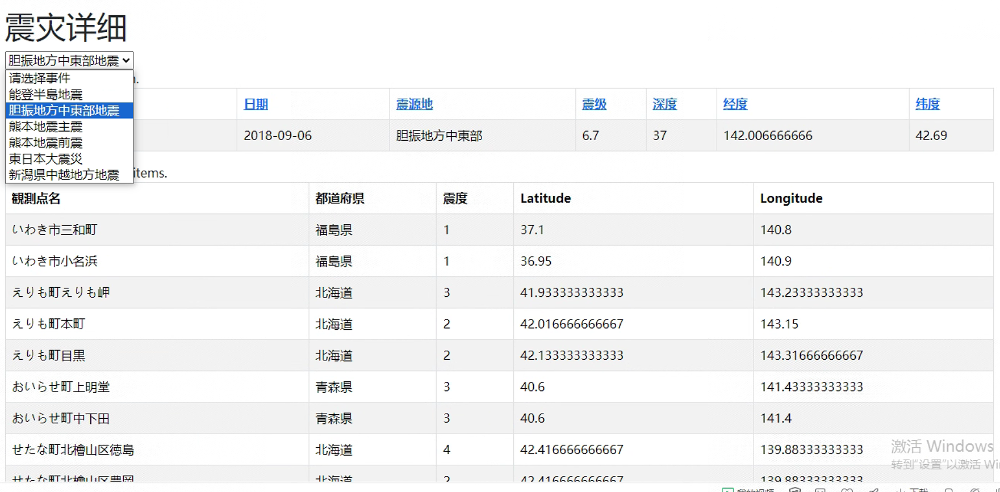 震灾详细
胆振地方中東部地震
请选择事件
能登半島地震
胆振地方中東部地震
熊本地震主震
熊本地震前震
東日本大震災
新潟県中越地方地震
日期 震源地 震级 深度 经度 纬度
2018-09-06 胆振地方中東部 6.7 37 142.006666666 42.69
items.
観測点名 都道府県 震度 Latitude Longitude
いわき市三和町 福島県 1 37.1 140.8
いわき市小名浜 福島県 1 36.95 140.9
えりも町えりも岬 北海道 3 41.933333333333 143.23333333333
えりも町本町 北海道 2 42.016666666667 143.15
えりも町目黒 北海道 2 42.133333333333 143.31666666667
おいらせ町上明堂 青森県 3 40.6 141.43333333333
おいらせ町中下田 青森県 3 40.6 141.4
せたな町北檜山区徳島 北海道 4 42.416666666667 139.88333333333
せたな町北檜山区豊岡 北海道 42.416666666667 139.88333333333
激活 Windows
转到"设置"以激活 Wi
我的视频 下载